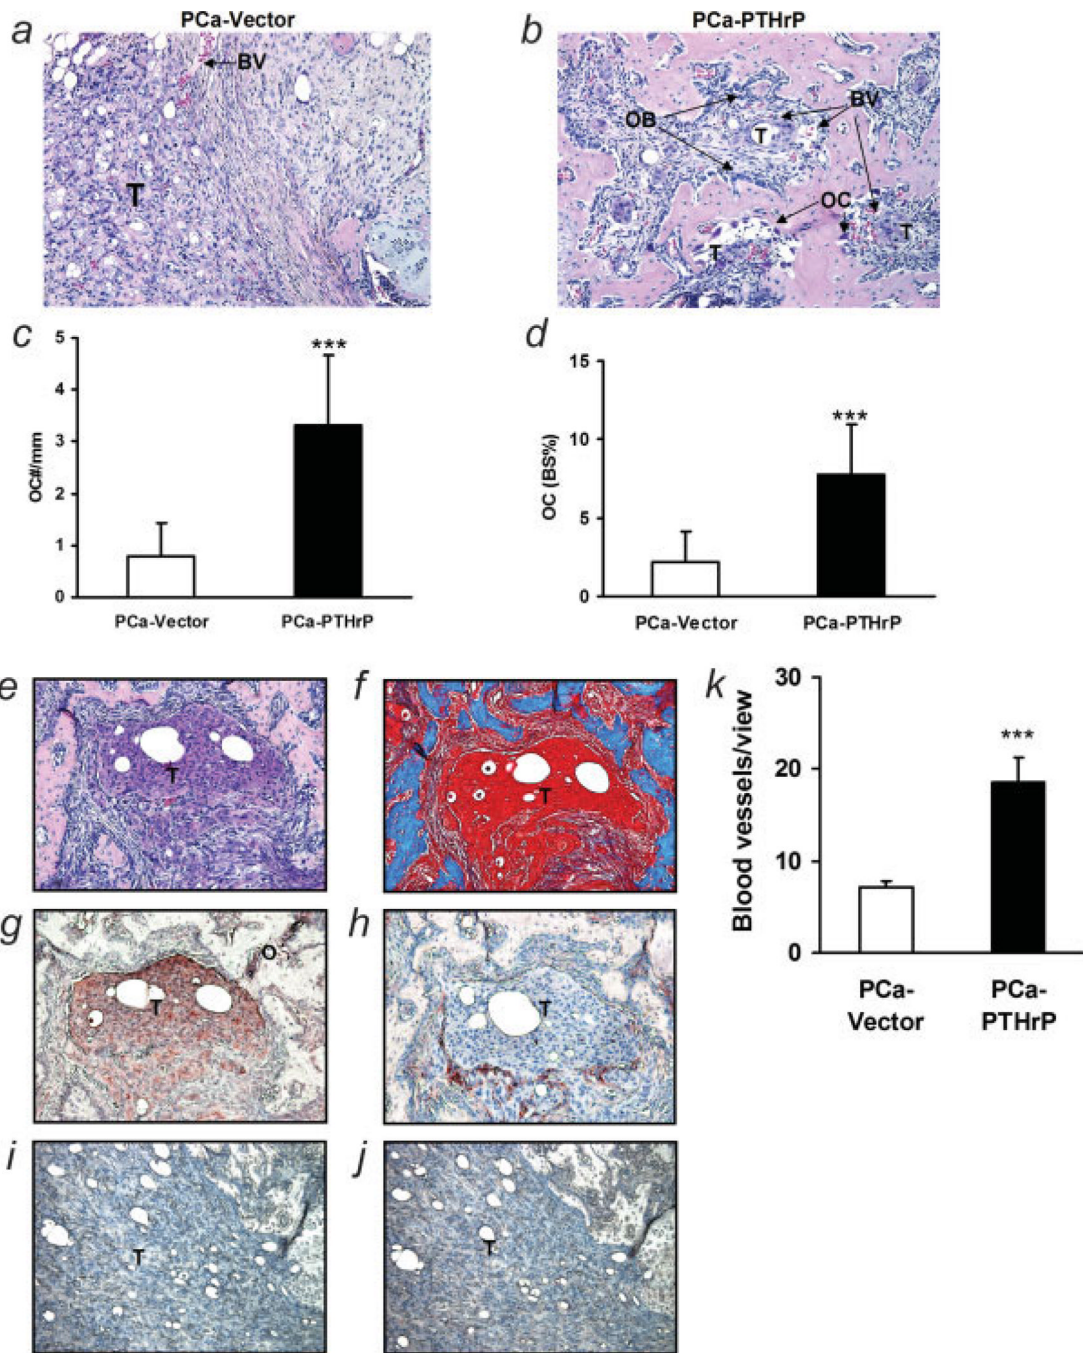 a
PCa-Vector
b
PCa-PTHrP
BV
T
OB
BV
T
OC
T
T
c
5
4
3
2
1
0
OC#/mm
***
PCa-Vector
PCa-PTHrP
d
15
10
5
0
OC (BS%)
***
PCa-Vector
PCa-PTHrP
e
T
f
T
g
O
T
h
T
i
T
j
T
k
30
20
10
0
Blood vessels/view
***
PCa-
Vector
PCa-
PTHrP